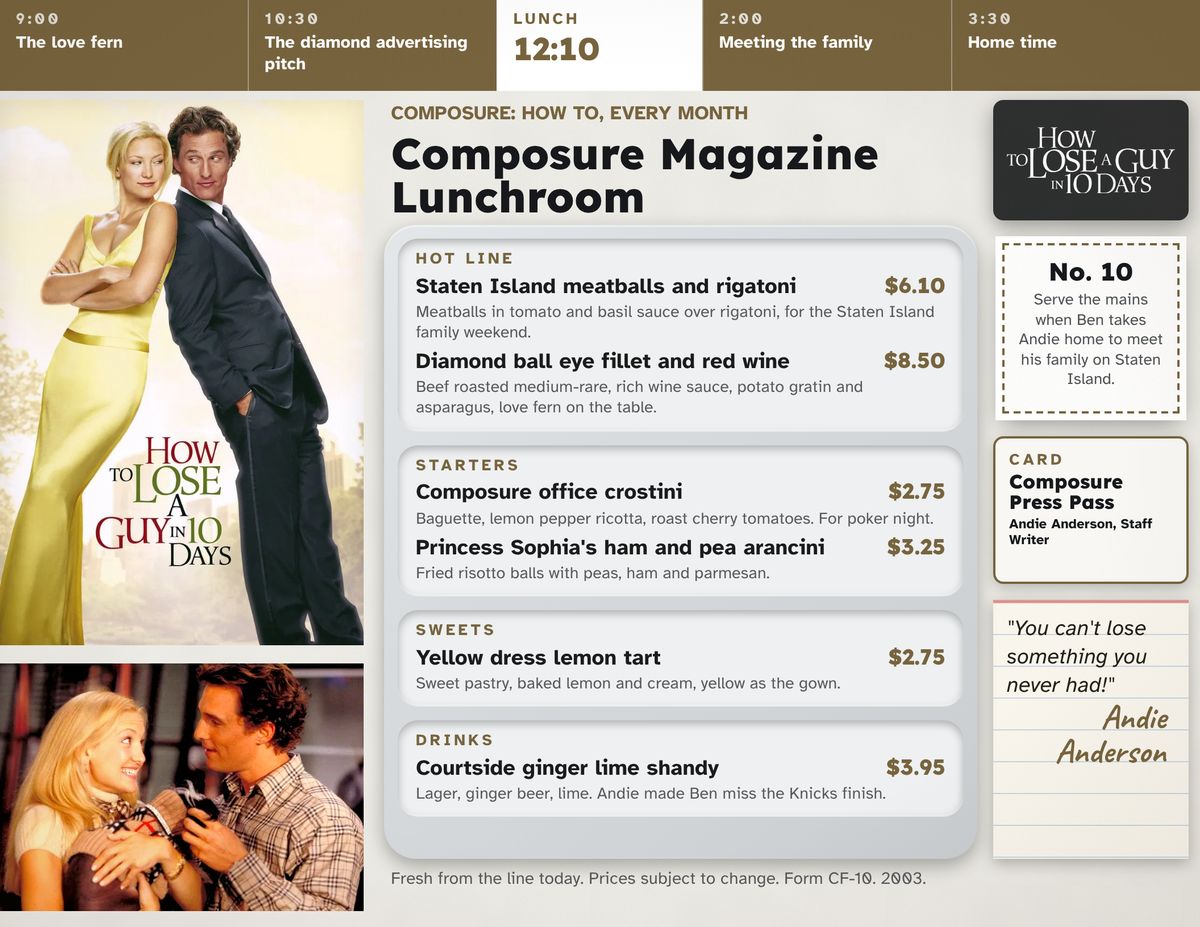 9:00
The love fern
10:30
The diamond advertising
pitch
LUNCH
12:10
2:00
Meeting the family
3:30
Home time
HOW
TO LOSE
A
GUY IN 10
DAYS
COMPOSURE: HOW TO, EVERY MONTH
Composure Magazine
Lunchroom
HOT LINE
Staten Island meatballs and rigatoni $6.10
Meatballs in tomato and basil sauce over rigatoni, for the Staten Island
family weekend.
Diamond ball eye fillet and red wine $8.50
Beef roasted medium-rare, rich wine sauce, potato gratin and
asparagus, love fern on the table.
STARTERS
Composure office crostini $2.75
Baguette, lemon pepper ricotta, roast cherry tomatoes. For poker night.
Princess Sophia's ham and pea arancini $3.25
Fried risotto balls with peas, ham and parmesan.
SWEETS
Yellow dress lemon tart $2.75
Sweet pastry, baked lemon and cream, yellow as the gown.
DRINKS
Courtside ginger lime shandy $3.95
Lager, ginger beer, lime. Andie made Ben miss the Knicks finish.
Fresh from the line today. Prices subject to change. Form CF-10. 2003.
HOW
TO LOSE A GUY
IN 10 DAYS
No. 10
Serve the mains
when Ben takes
Andie home to meet
his family on Staten
Island.
CARD
Composure
Press Pass
Andie Anderson, Staff
Writer
"You can't lose
something you
never had!"
Andie
Anderson